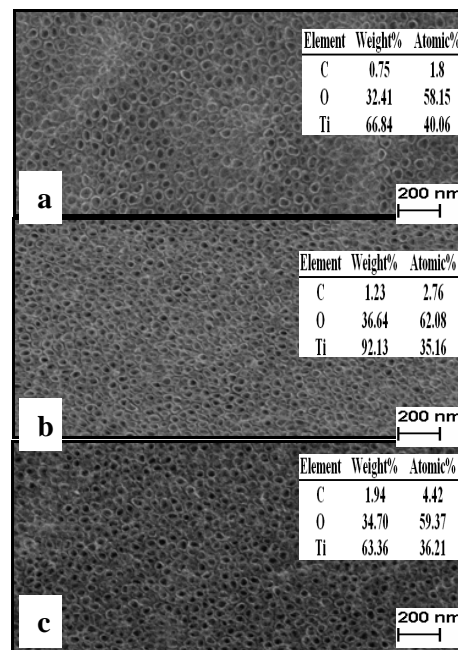 Element Weight% Atomic%
C 0.75 1.8
O 32.41 58.15
Ti 66.84 40.06
a
200 nm
Element Weight% Atomic%
C 1.23 2.76
O 36.64 62.08
Ti 92.13 35.16
b
200 nm
Element Weight% Atomic%
C 1.94 4.42
O 34.70 59.37
Ti 63.36 36.21
c
200 nm